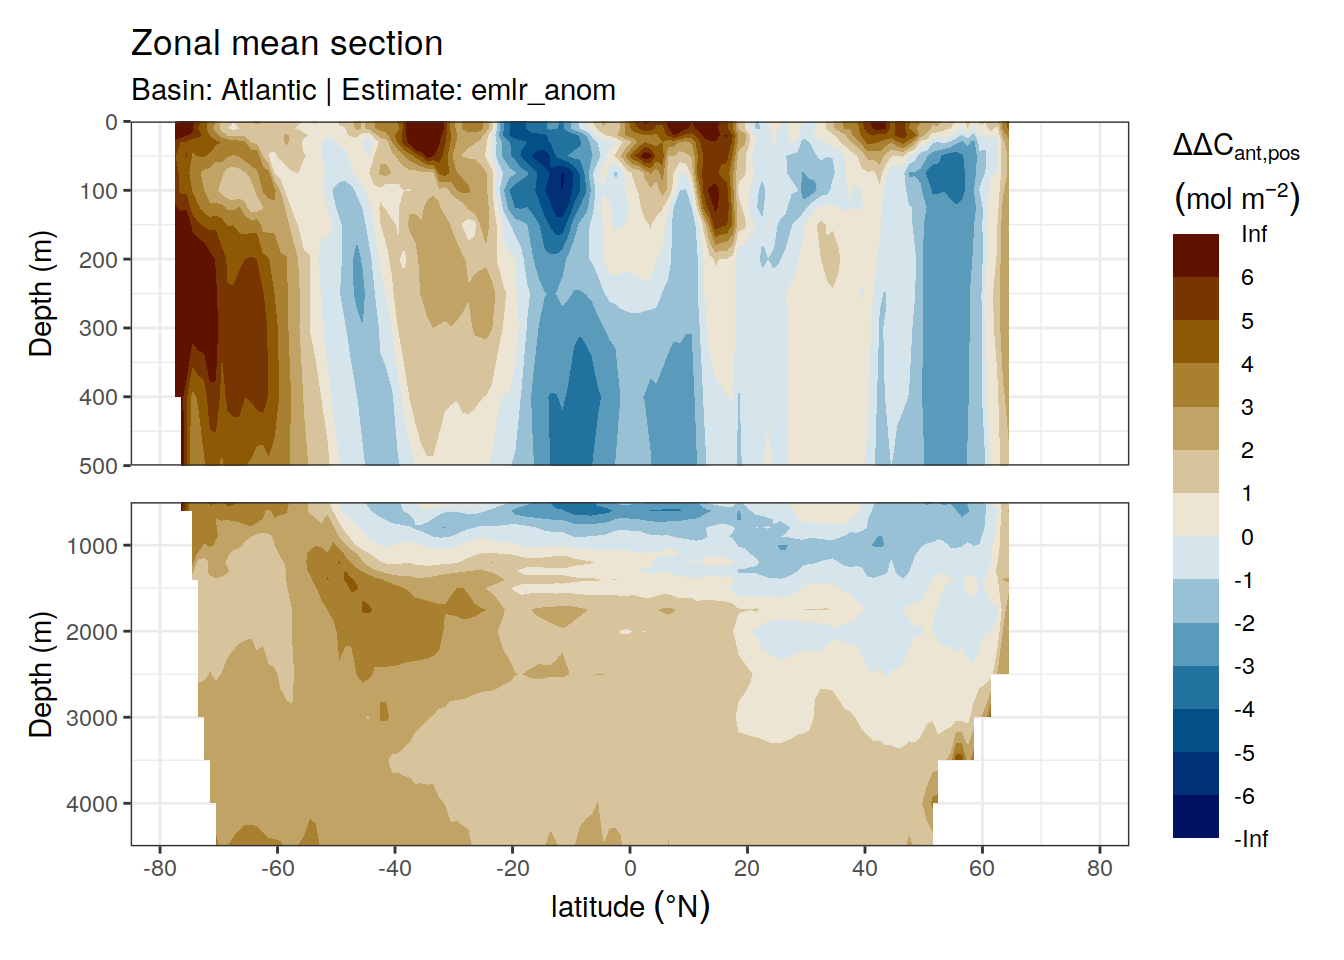 Zonal mean section
Basin: Atlantic | Estimate: emlr_anom
0
100
200
300
400
500
Depth (m)
1000
2000
3000
4000
Depth (m)
-80 -60 -40 -20 0 20 40 60 80
latitude (°N)
ΔΔCant,pos
(mol m−2)
Inf
6
5
4
3
2
1
0
-1
-2
-3
-4
-5
-6
-Inf